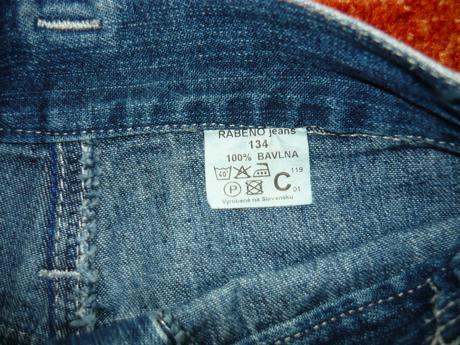 RABENO jeans
134
100% BAVLNA
40 C 119
P 01
Vyrobené na Slovensku